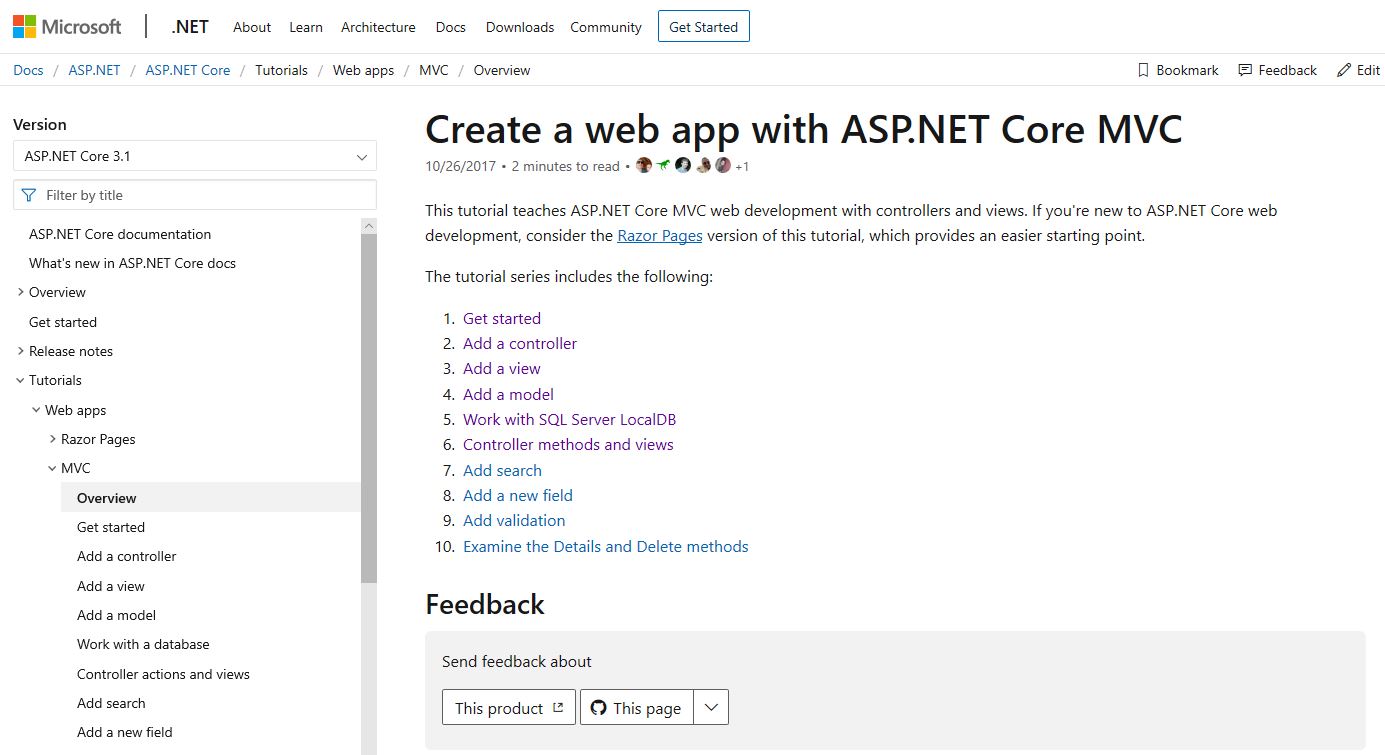 Microsoft | .NET About Learn Architecture Docs Downloads Community Get Started
Docs / ASP.NET / ASP.NET Core / Tutorials / Web apps / MVC / Overview
Bookmark Feedback Edit
Version
ASP.NET Core 3.1
Filter by title
ASP.NET Core documentation
What's new in ASP.NET Core docs
Overview
Get started
Release notes
Tutorials
Web apps
Razor Pages
MVC
Overview
Get started
Add a controller
Add a view
Add a model
Work with a database
Controller actions and views
Add search
Add a new field
Create a web app with ASP.NET Core MVC
10/26/2017 • 2 minutes to read • +1
This tutorial teaches ASP.NET Core MVC web development with controllers and views. If you're new to ASP.NET Core web
development, consider the Razor Pages version of this tutorial, which provides an easier starting point.
The tutorial series includes the following:
1. Get started
2. Add a controller
3. Add a view
4. Add a model
5. Work with SQL Server LocalDB
6. Controller methods and views
7. Add search
8. Add a new field
9. Add validation
10. Examine the Details and Delete methods
Feedback
Send feedback about
This product
This page